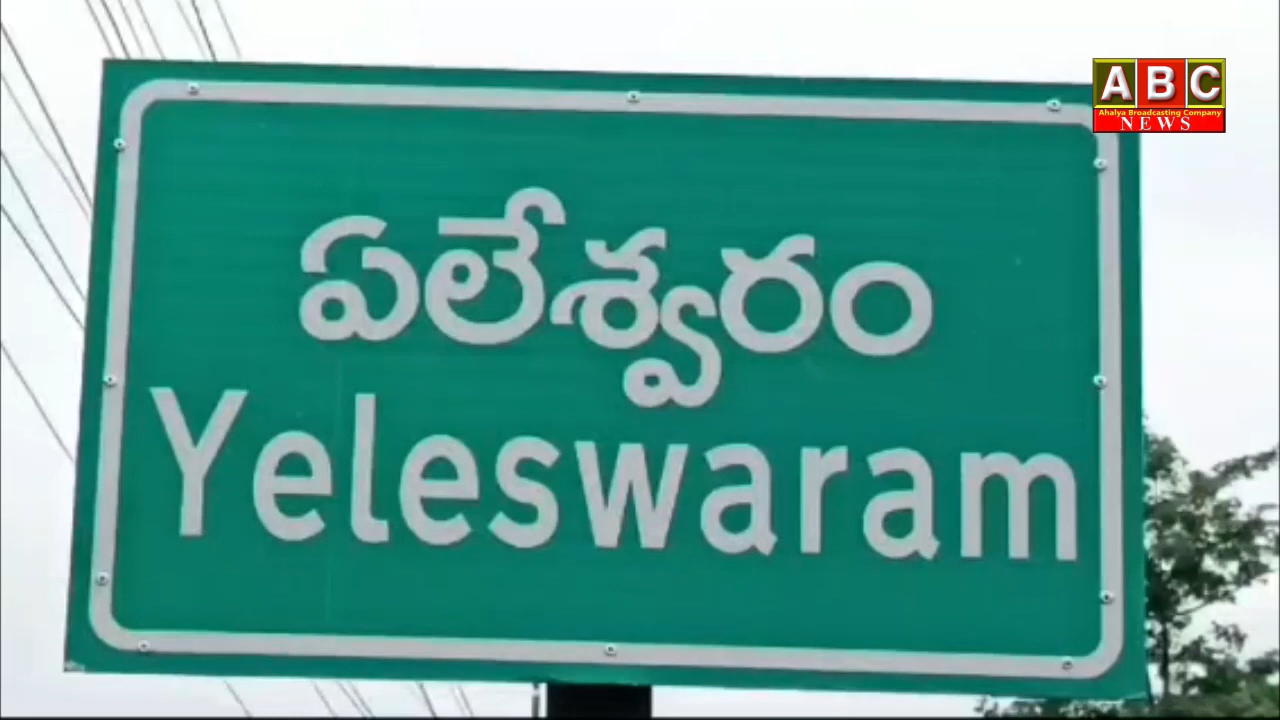 ABC
Ahalya Broadcasting Company
NEWS
ఏలేశ్వరం
Yeleswaram